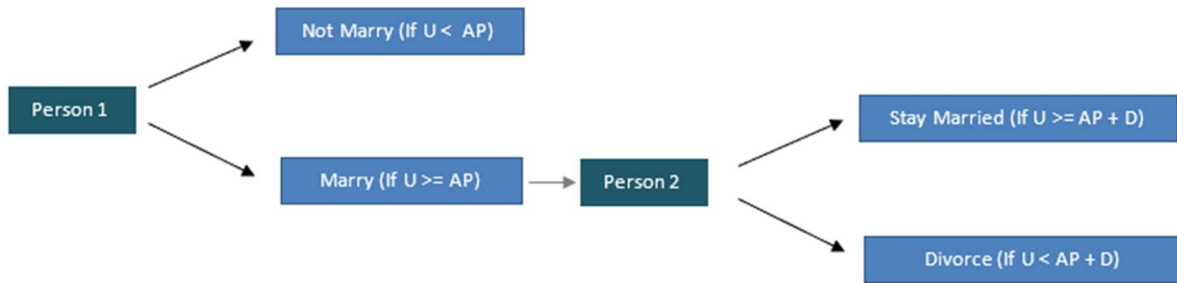 Not Marry (If U < AP)
Person 1
Stay Married (If U >= AP + D)
Marry (If U >= AP)
Person 2
Divorce (If U < AP + D)